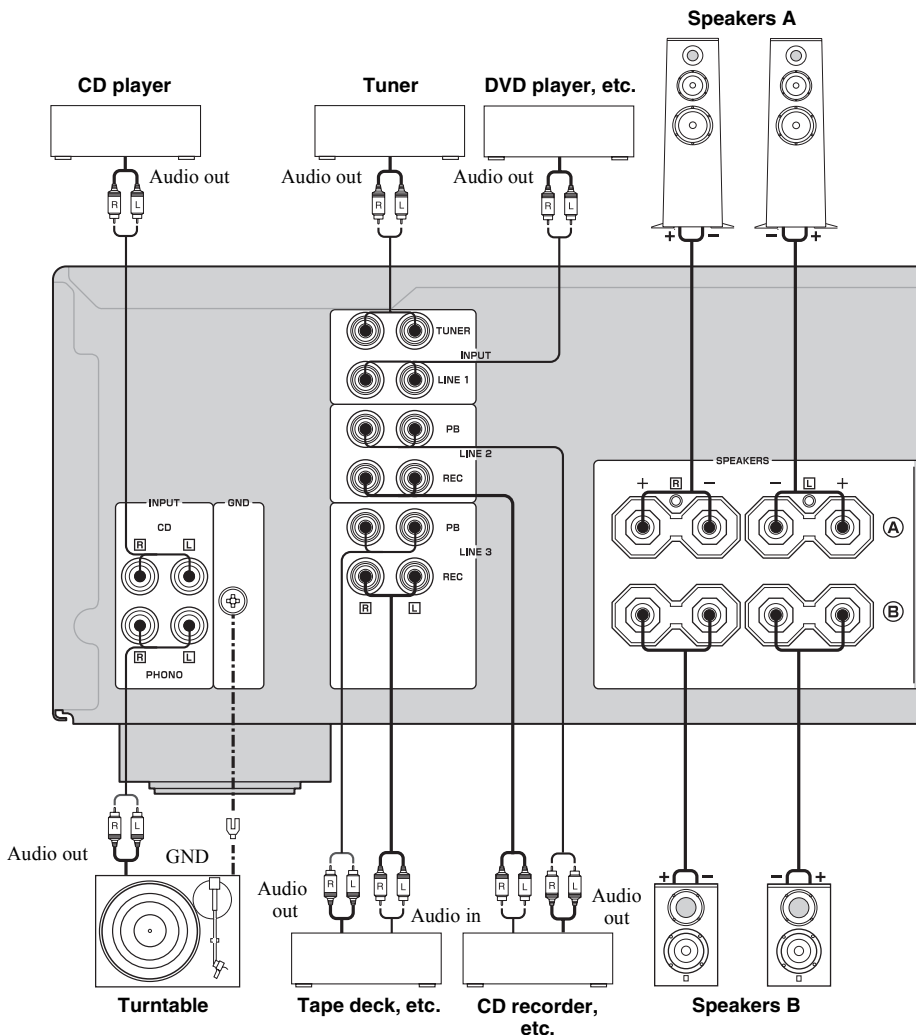 Speakers A
CD player
Tuner
DVD player, etc.
Audio out
Audio out
Audio out
R L
R L
R L
+ − − +
TUNER
INPUT
LINE 1
PB
LINE 2
REC
PB
LINE 3
REC
R L
INPUT
GND
CD
R L
R L
PHONO
SPEAKERS
+ R − − L +
A
B
R L
Audio out
GND
Turntable
Audio out
R L
R L
Audio in
Tape deck, etc.
R L
R L
Audio out
CD recorder, etc.
+ − − +
Speakers B